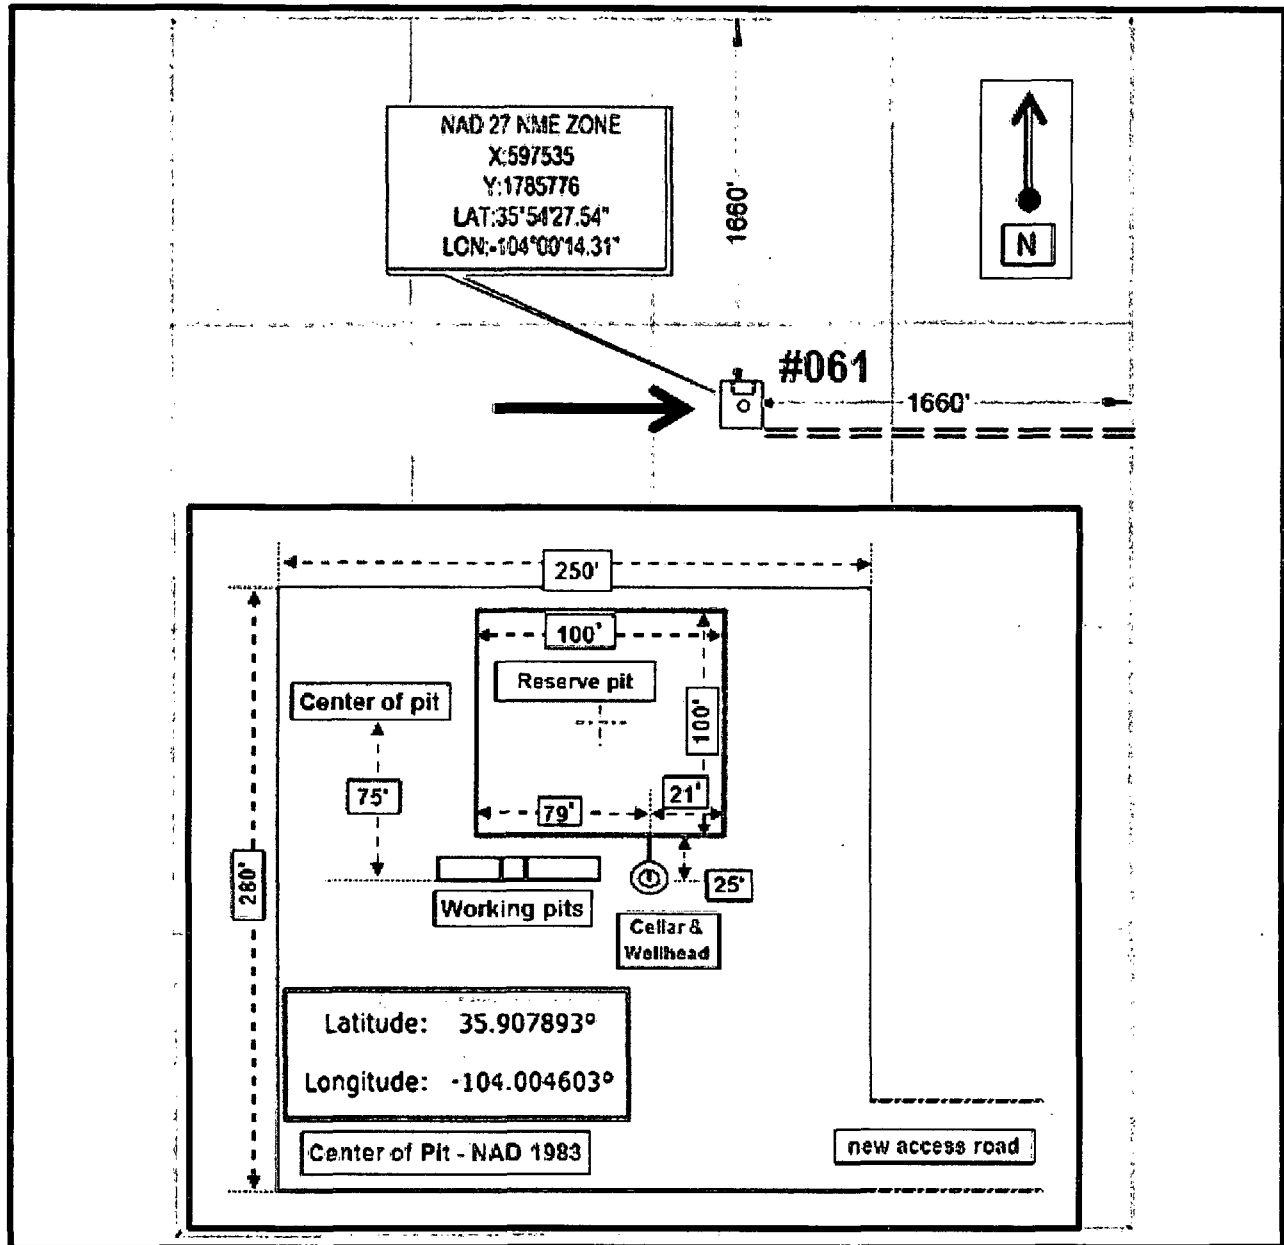 NAD 27 NME ZONE
X:597535
Y:1785776
LAT:35°54'27.54"
LON:-104°00'14.31"
1660'
N
#061
1660'
250'
100'
Reserve pit
Center of pit
100'
75'
79'
21'
280'
25'
Working pits
Cellar &
Wellhead
Latitude: 35.907893º
Longitude: -104.004603º
Center of Pit - NAD 1983
new access road